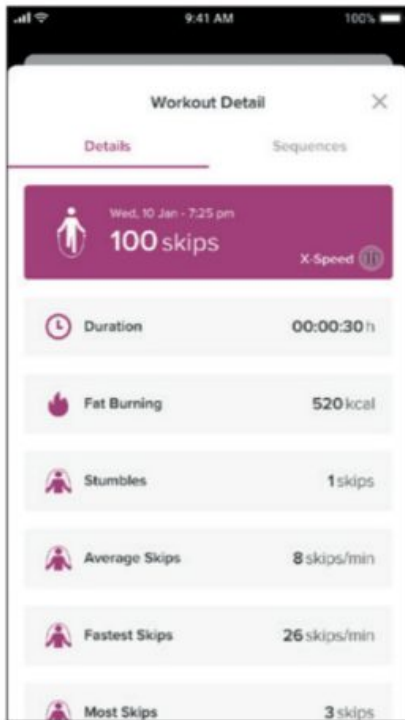 9:41 AM
100%
Workout Detail
Details
Sequences
Wed, 10 Jan - 7:25 pm
100 skips
X-Speed
Duration
00:00:30 h
Fat Burning
520 kcal
Stumbles
1 skips
Average Skips
8 skips/min
Fastest Skips
26 skips/min
Most Skips
3 skips